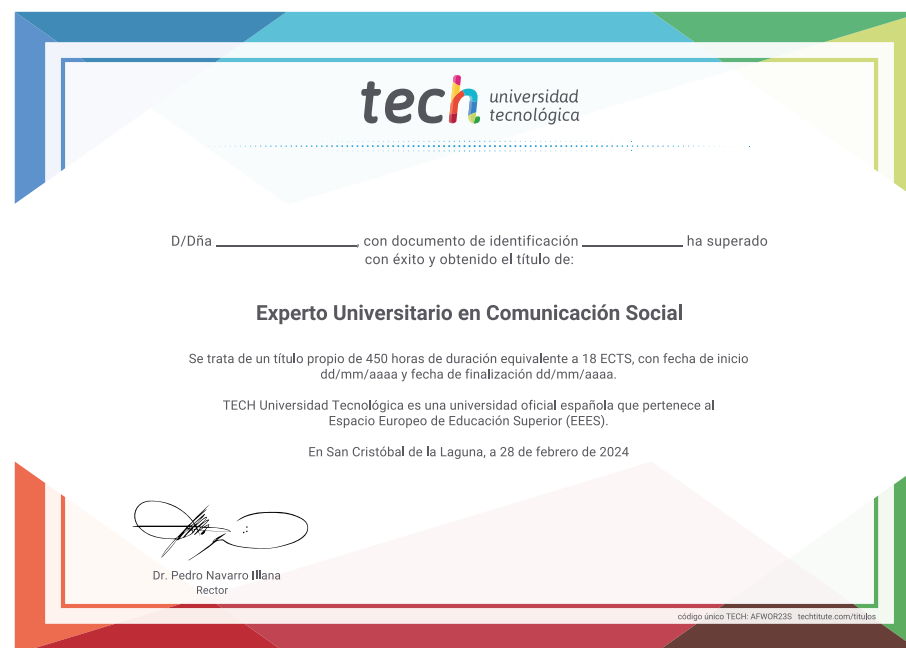 tech universidad
tecnológica
D/Dña ________________, con documento de identificación ____________ ha superado
con éxito y obtenido el título de:
Experto Universitario en Comunicación Social
Se trata de un título propio de 450 horas de duración equivalente a 18 ECTS, con fecha de inicio
dd/mm/aaaa y fecha de finalización dd/mm/aaaa.
TECH Universidad Tecnológica es una universidad oficial española que pertenece al
Espacio Europeo de Educación Superior (EEES).
En San Cristóbal de la Laguna, a 28 de febrero de 2024
Dr. Pedro Navarro Illana
Rector
código único TECH: AFWOR23S techtitute.com/titulos